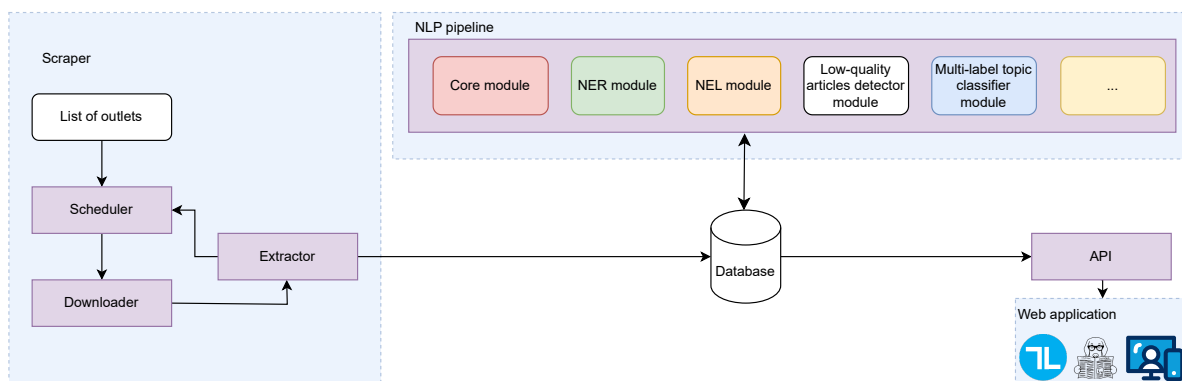 Scraper
List of outlets
Scheduler
Extractor
Downloader
NLP pipeline
Core module
NER module
NEL module
Low-quality
articles detector
module
Multi-label topic
classifier
module
...
Database
API
Web application
TL